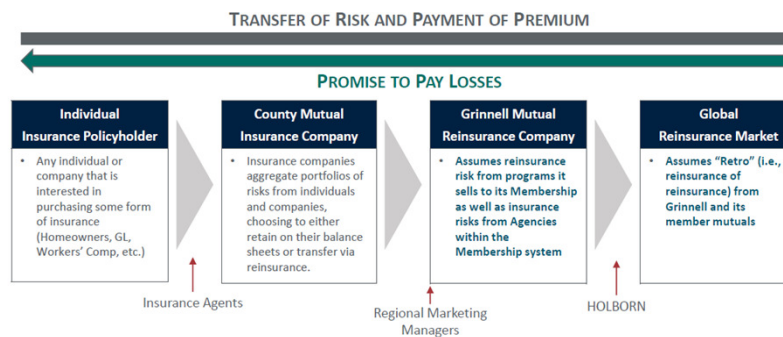 TRANSFER OF RISK AND PAYMENT OF PREMIUM
PROMISE TO PAY LOSSES
Individual
Insurance Policyholder
• Any individual or
company that is
interested in
purchasing some form
of insurance
(Homeowners, GL,
Workers' Comp, etc.)
County Mutual
Insurance Company
• Insurance companies
aggregate portfolios of
risks from individuals
and companies,
choosing to either
retain on their balance
sheets or transfer via
reinsurance.
Grinnell Mutual
Reinsurance Company
• Assumes reinsurance
risk from programs it
sells to its Membership
as well as insurance
risks from Agencies
within the
Membership system
Global
Reinsurance Market
• Assumes "Retro" (i.e.,
reinsurance of
reinsurance) from
Grinnell and its
member mutuals
Insurance Agents
Regional Marketing
Managers
HOLBORN